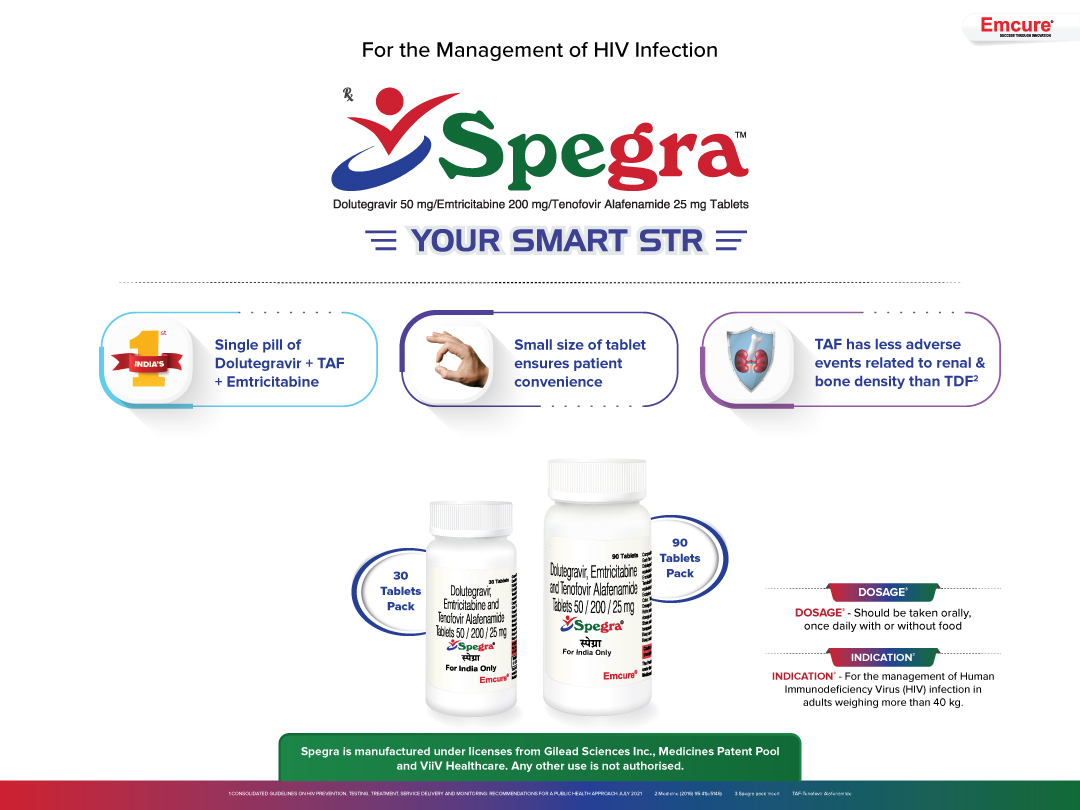 Emcure®
SUCCESS THROUGH INNOVATION
For the Management of HIV Infection
℞
Spegra™
Dolutegravir 50 mg/Emtricitabine 200 mg/Tenofovir Alafenamide 25 mg Tablets
YOUR SMART STR
1st
INDIA'S
Single pill of
Dolutegravir + TAF
+ Emtricitabine
Small size of tablet
ensures patient
convenience
TAF has less adverse
events related to renal &
bone density than TDF²
30
Tablets
Pack
30 Tablets
Dolutegravir,
Emtricitabine and
Tenofovir Alafenamide
Tablets 50 / 200 / 25 mg
Spegra®
स्पेग्रा
For India Only
Emcure®
90 Tablets
Dolutegravir, Emtricitabine
and Tenofovir Alafenamide
Tablets 50 / 200 / 25 mg
Spegra®
स्पेग्रा
For India Only
Emcure®
90
Tablets
Pack
DOSAGE³
DOSAGE³ - Should be taken orally,
once daily with or without food
INDICATION³
INDICATION³ - For the management of Human
Immunodeficiency Virus (HIV) infection in
adults weighing more than 40 kg.
Spegra is manufactured under licenses from Gilead Sciences Inc., Medicines Patent Pool
and ViiV Healthcare. Any other use is not authorised.
1.CONSOLIDATED GUIDELINES ON HIV PREVENTION, TESTING, TREATMENT, SERVICE DELIVERY AND MONITORING: RECOMMENDATIONS FOR A PUBLIC HEALTH APPROACH JULY 2021 2 Medicine (2016) 95:41(e5146) 3 Spegra pack insert TAF-Tenofovir Alafenamide